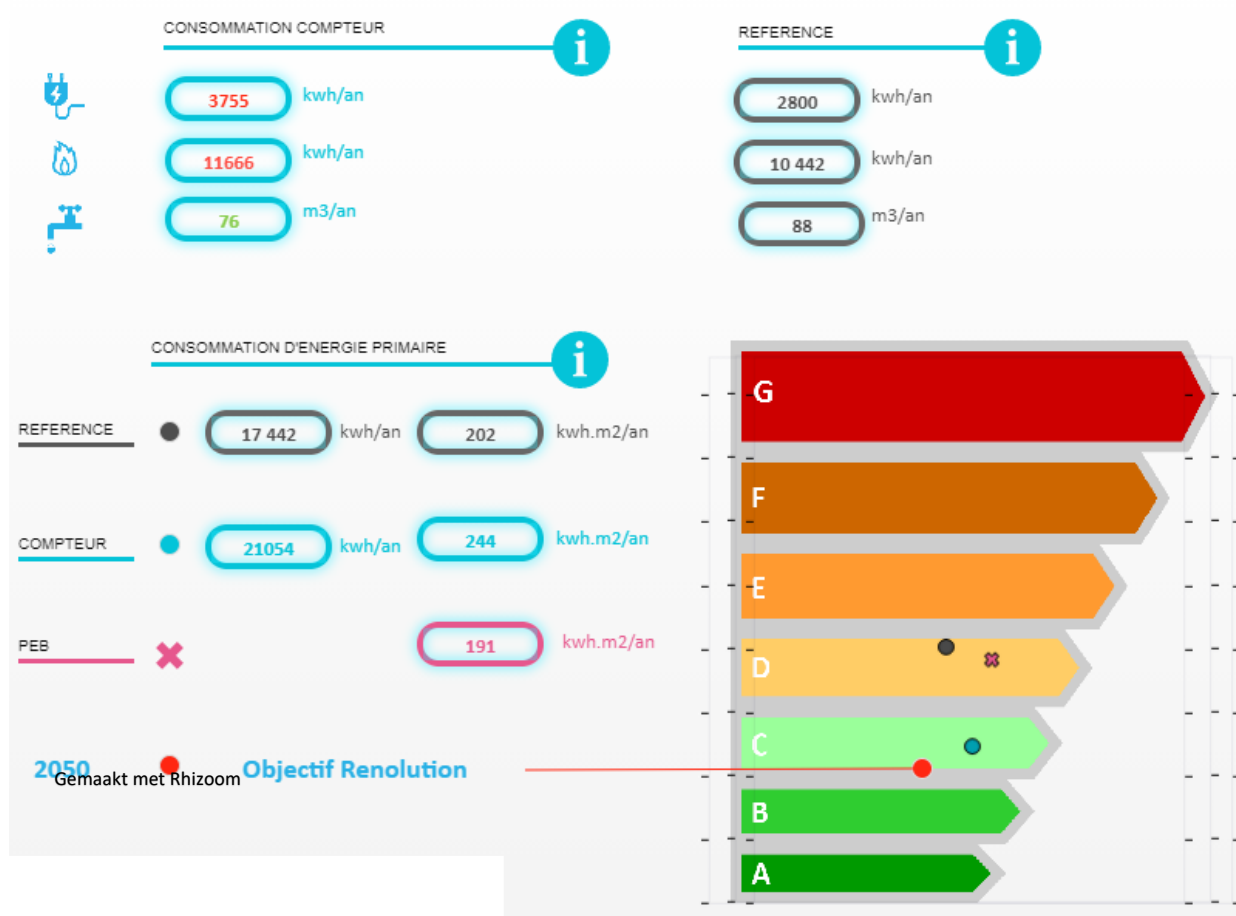 CONSOMMATION COMPTEUR i
REFERENCE i
3755 kwh/an
2800 kwh/an
11666 kwh/an
10 442 kwh/an
76 m3/an
88 m3/an
CONSOMMATION D'ENERGIE PRIMAIRE i
REFERENCE 17 442 kwh/an 202 kwh.m2/an
COMPTEUR 21054 kwh/an 244 kwh.m2/an
PEB 191 kwh.m2/an
2050 Objectif Renolution
Gemaakt met Rhizoom
G
F
E
D
C
B
A